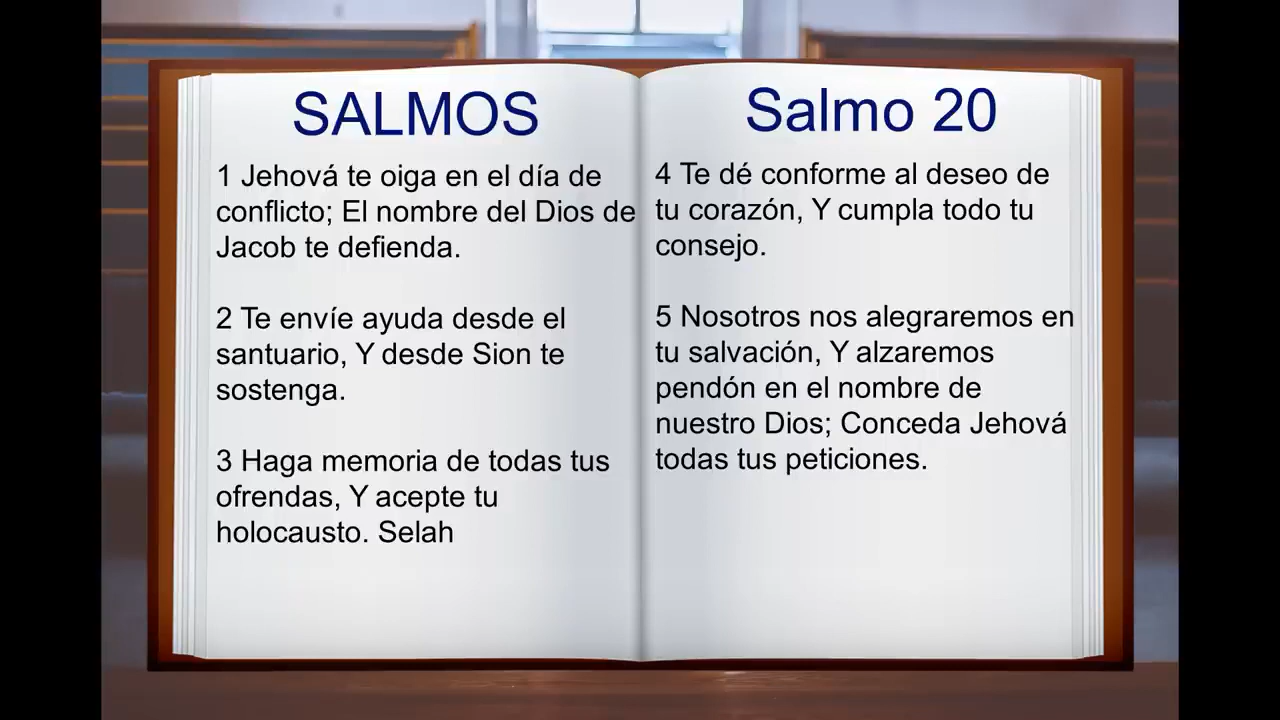 SALMOS
1 Jehová te oiga en el día de
conflicto; El nombre del Dios de
Jacob te defienda.
2 Te envíe ayuda desde el
santuario, Y desde Sion te
sostenga.
3 Haga memoria de todas tus
ofrendas, Y acepte tu
holocausto. Selah
Salmo 20
4 Te dé conforme al deseo de
tu corazón, Y cumpla todo tu
consejo.
5 Nosotros nos alegraremos en
tu salvación, Y alzaremos
pendón en el nombre de
nuestro Dios; Conceda Jehová
todas tus peticiones.